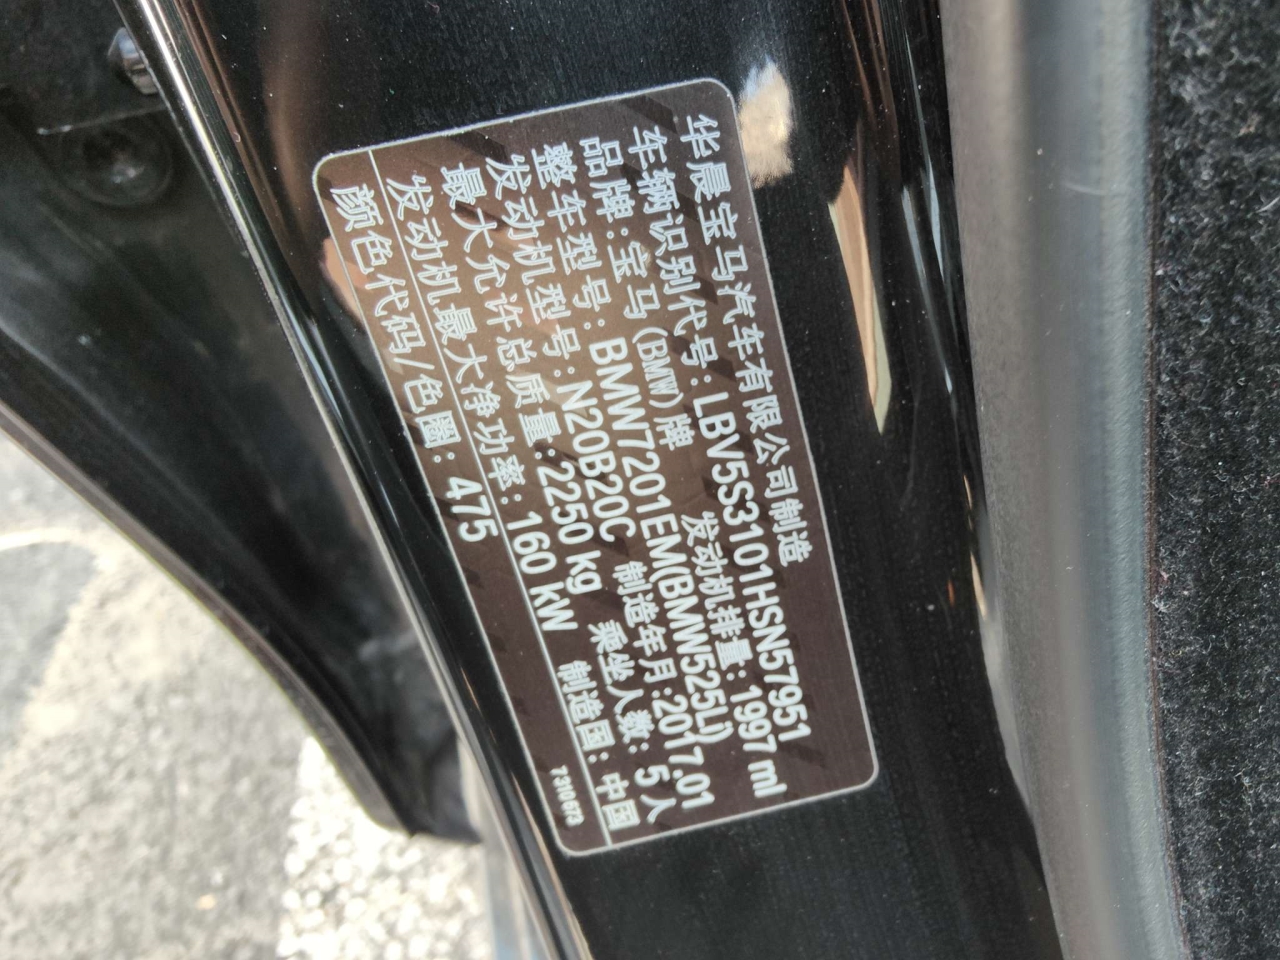 华晨宝马汽车有限公司制造
车辆识别代号:LBV5S3101HSN57951
品牌:宝马(BMW)牌 发动机排量:1997 ml
整车型号:BMW7201EM(BMW525Li)
发动机型号:N20B20C 制造年月:2017.01
最大允许总质量:2250 kg 乘坐人数:5人
发动机最大净功率:160 kW 制造国:中国
颜色代码/色圈:475 7310673